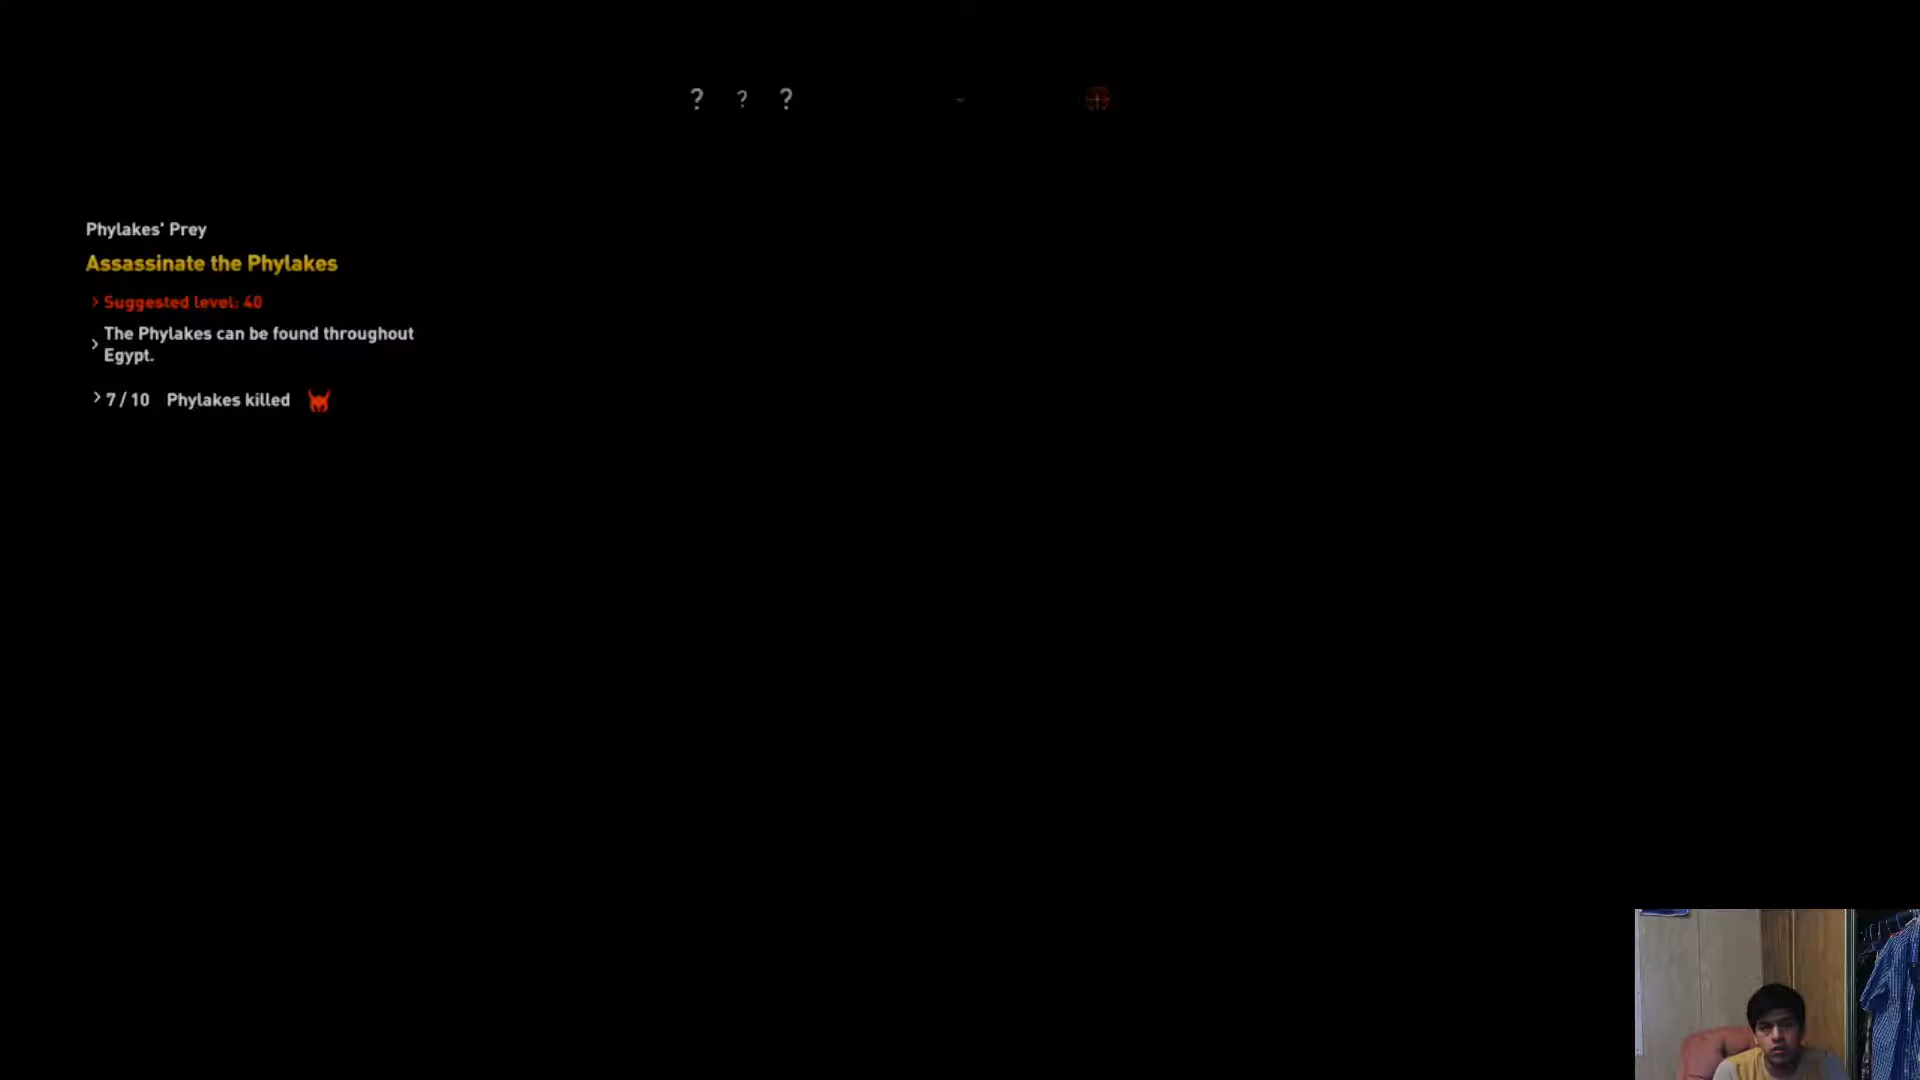 ? ? ?
Phylakes' Prey
Assassinate the Phylakes
Suggested level: 40
The Phylakes can be found throughout
Egypt.
7 / 10 Phylakes killed